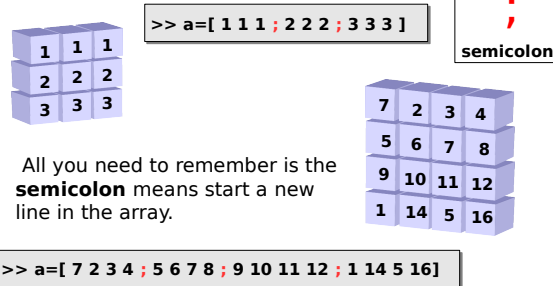 >> a=[ 1 1 1 ; 2 2 2 ; 3 3 3 ]
;
semicolon
1 1 1
2 2 2
3 3 3
7 2 3 4
5 6 7 8
9 10 11 12
1 14 5 16
All you need to remember is the
semicolon means start a new
line in the array.
>> a=[ 7 2 3 4 ; 5 6 7 8 ; 9 10 11 12 ; 1 14 5 16]